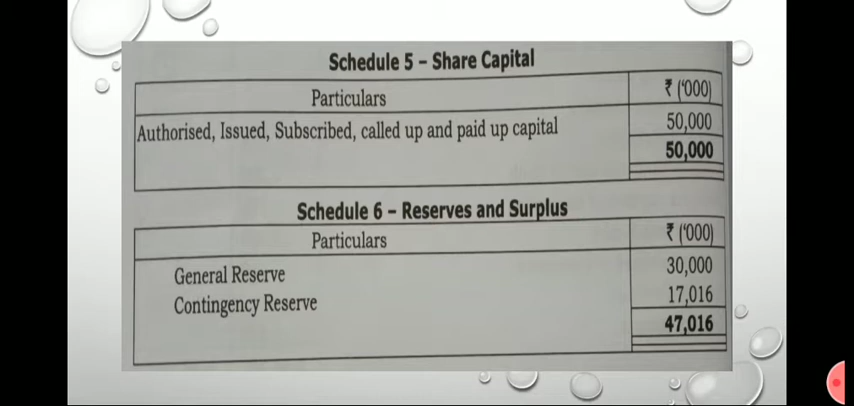 Schedule 5 – Share Capital
Particulars ₹ ('000)
Authorised, Issued, Subscribed, called up and paid up capital 50,000
50,000
Schedule 6 – Reserves and Surplus
Particulars ₹ ('000)
General Reserve 30,000
Contingency Reserve 17,016
47,016